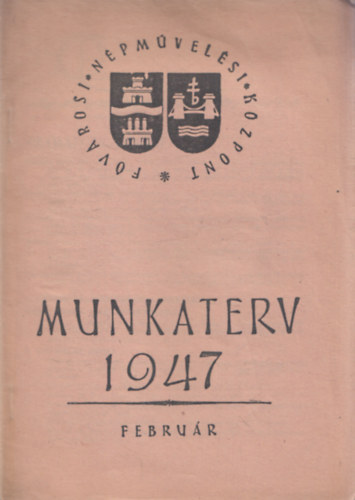 FŐVÁROSI • NÉPMŰVELÉSI • KÖZPONT *
MUNKATERV
1947
FEBRUÁR